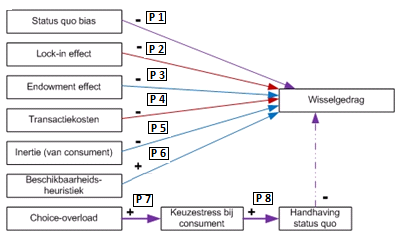 Status quo bias
- P 1
Lock-in effect
- P 2
Endowment effect
- P 3
Wisselgedrag
Transactiekosten
- P 4
Inertie (van consument)
- P 5
Beschikbaarheids-
heuristiek
+ P 6
Choice-overload
+ P 7
Keuzestress bij
consument
+ P 8
Handhaving
status quo
-